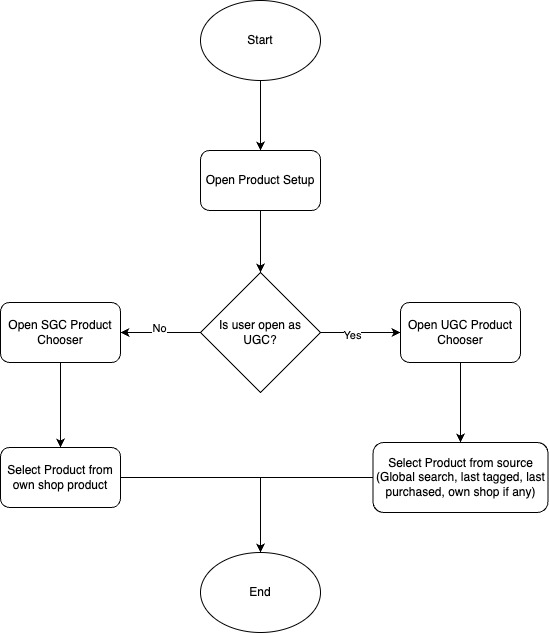 Start
Open Product Setup
Is user open as
UGC?
No
Yes
Open SGC Product
Chooser
Open UGC Product
Chooser
Select Product from
own shop product
Select Product from source
(Global search, last tagged, last
purchased, own shop if any)
End